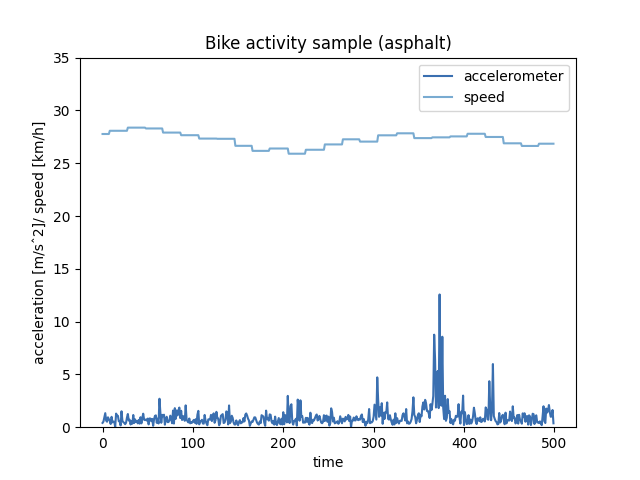 Bike activity sample (asphalt)
accelerometer
speed
35
30
25
20
15
10
5
0
acceleration [m/sˆ2]/ speed [km/h]
0 100 200 300 400 500
time